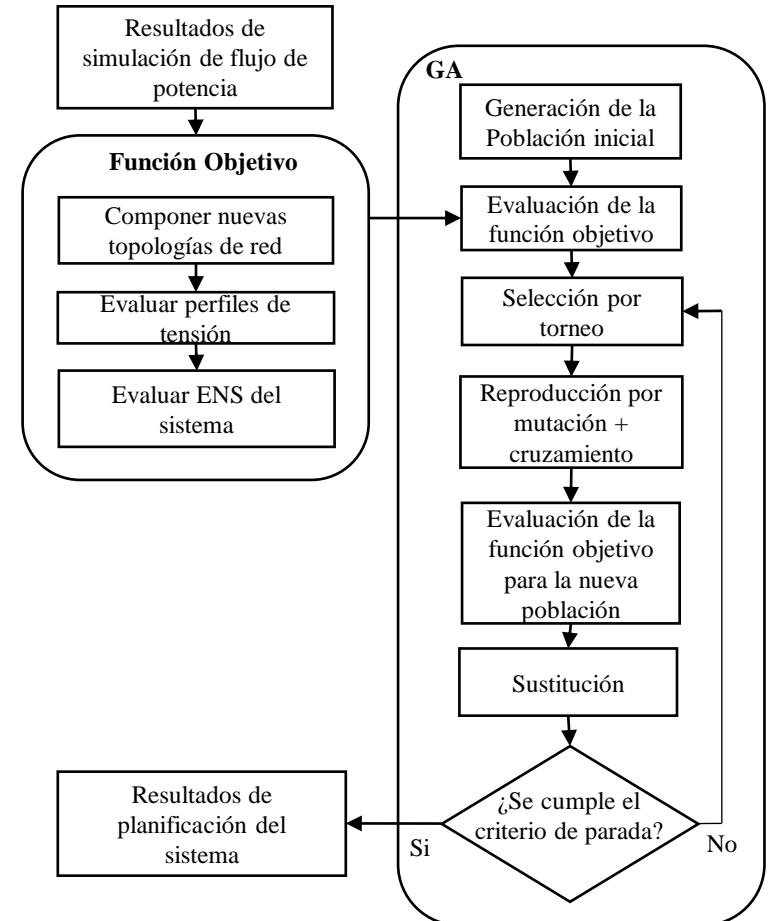 Resultados de
simulación de flujo de
potencia
Función Objetivo
Componer nuevas
topologías de red
Evaluar perfiles de
tensión
Evaluar ENS del
sistema
GA
Generación de la
Población inicial
Evaluación de la
función objetivo
Selección por
torneo
Reproducción por
mutación +
cruzamiento
Evaluación de la
función objetivo
para la nueva
población
Sustitución
¿Se cumple el
criterio de parada?
Si
No
Resultados de
planificación del
sistema